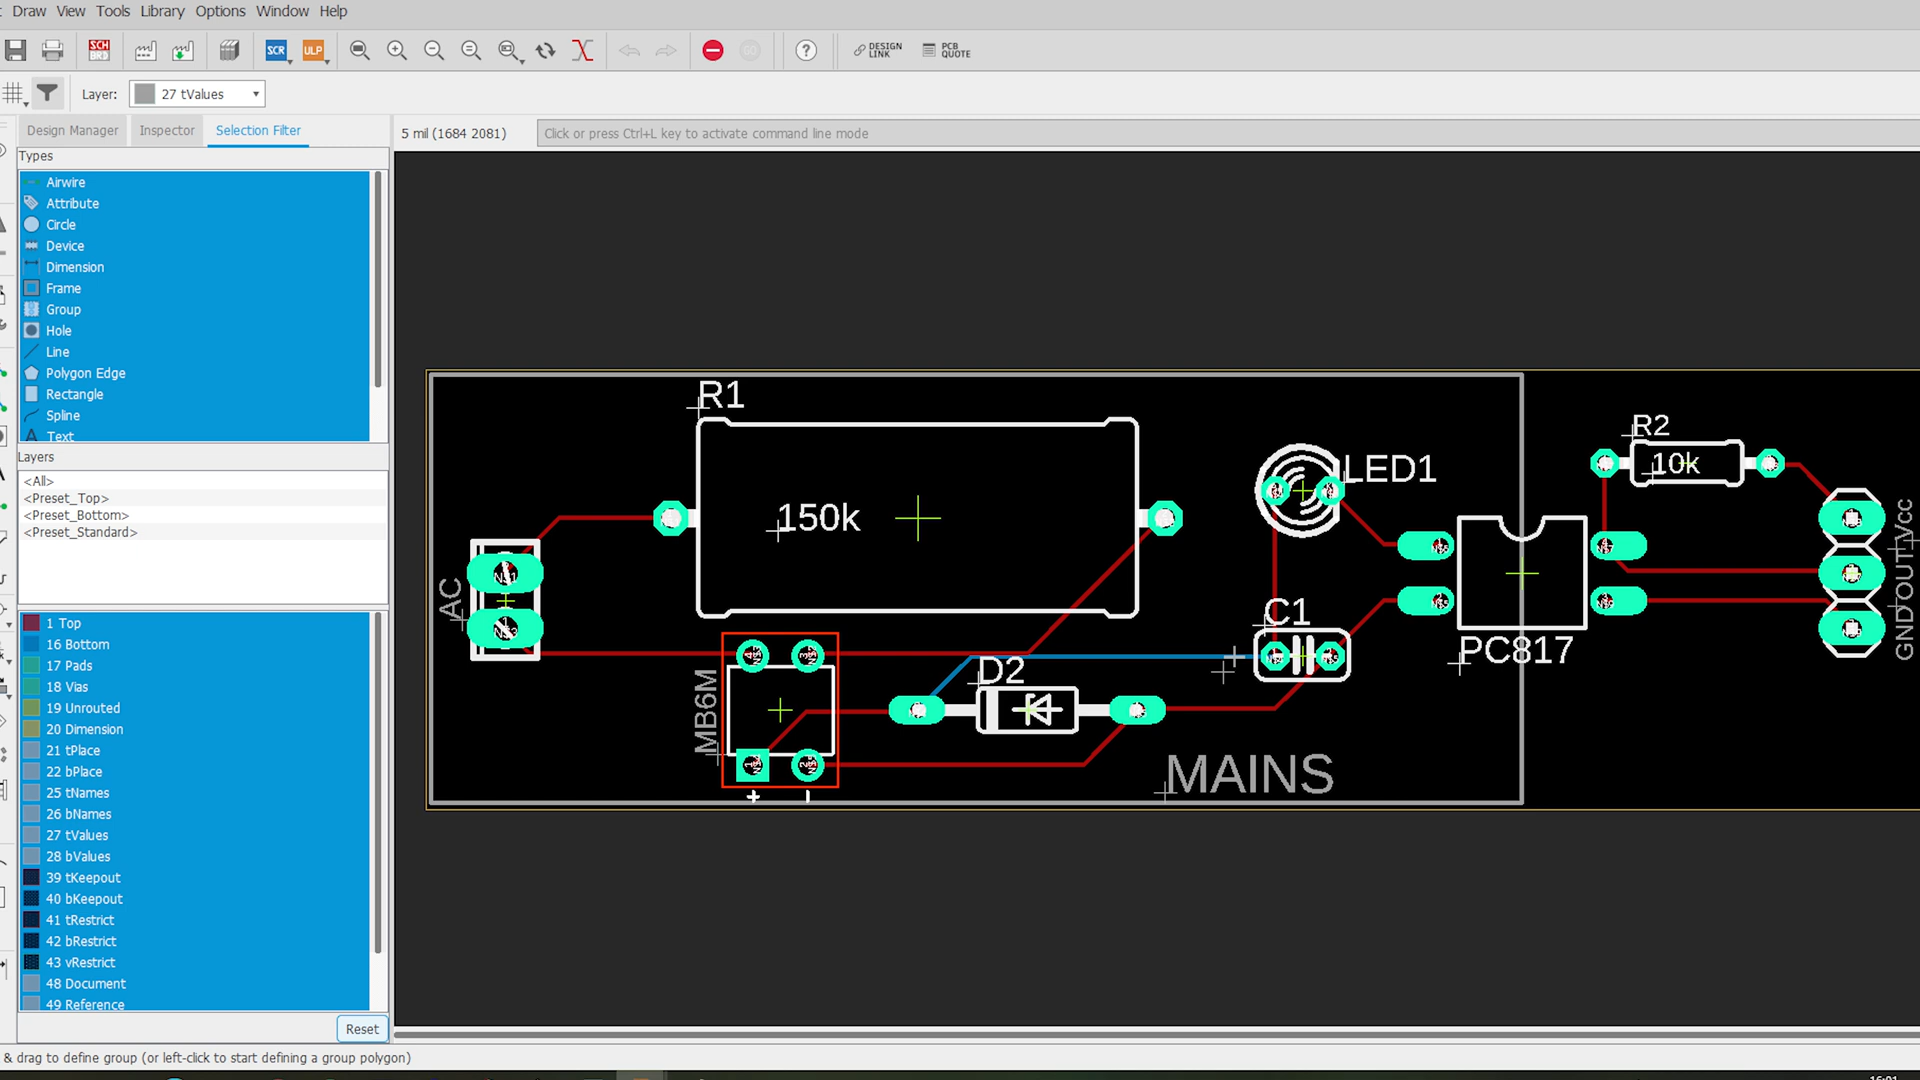 Draw View Tools Library Options Window Help
SCH BRD SCR ULP GO ? DESIGN LINK PCB QUOTE
Layer: 27 tValues
Design Manager Inspector Selection Filter 5 mil (1684 2081) Click or press Ctrl+L key to activate command line mode
Types
Airwire
Attribute
Circle
Device
Dimension
Frame
Group
Hole
Line
Polygon Edge
Rectangle
Spline
Text
Layers
<All>
<Preset_Top>
<Preset_Bottom>
<Preset_Standard>
1 Top
16 Bottom
17 Pads
18 Vias
19 Unrouted
20 Dimension
21 tPlace
22 bPlace
25 tNames
26 bNames
27 tValues
28 bValues
39 tKeepout
40 bKeepout
41 tRestrict
42 bRestrict
43 vRestrict
48 Document
49 Reference
Reset
& drag to define group (or left-click to start defining a group polygon)
R1
150k
AC
MB6M
+
D2
C1
LED1
MAINS
PC817
R2
10k
Vcc
OUT
GND